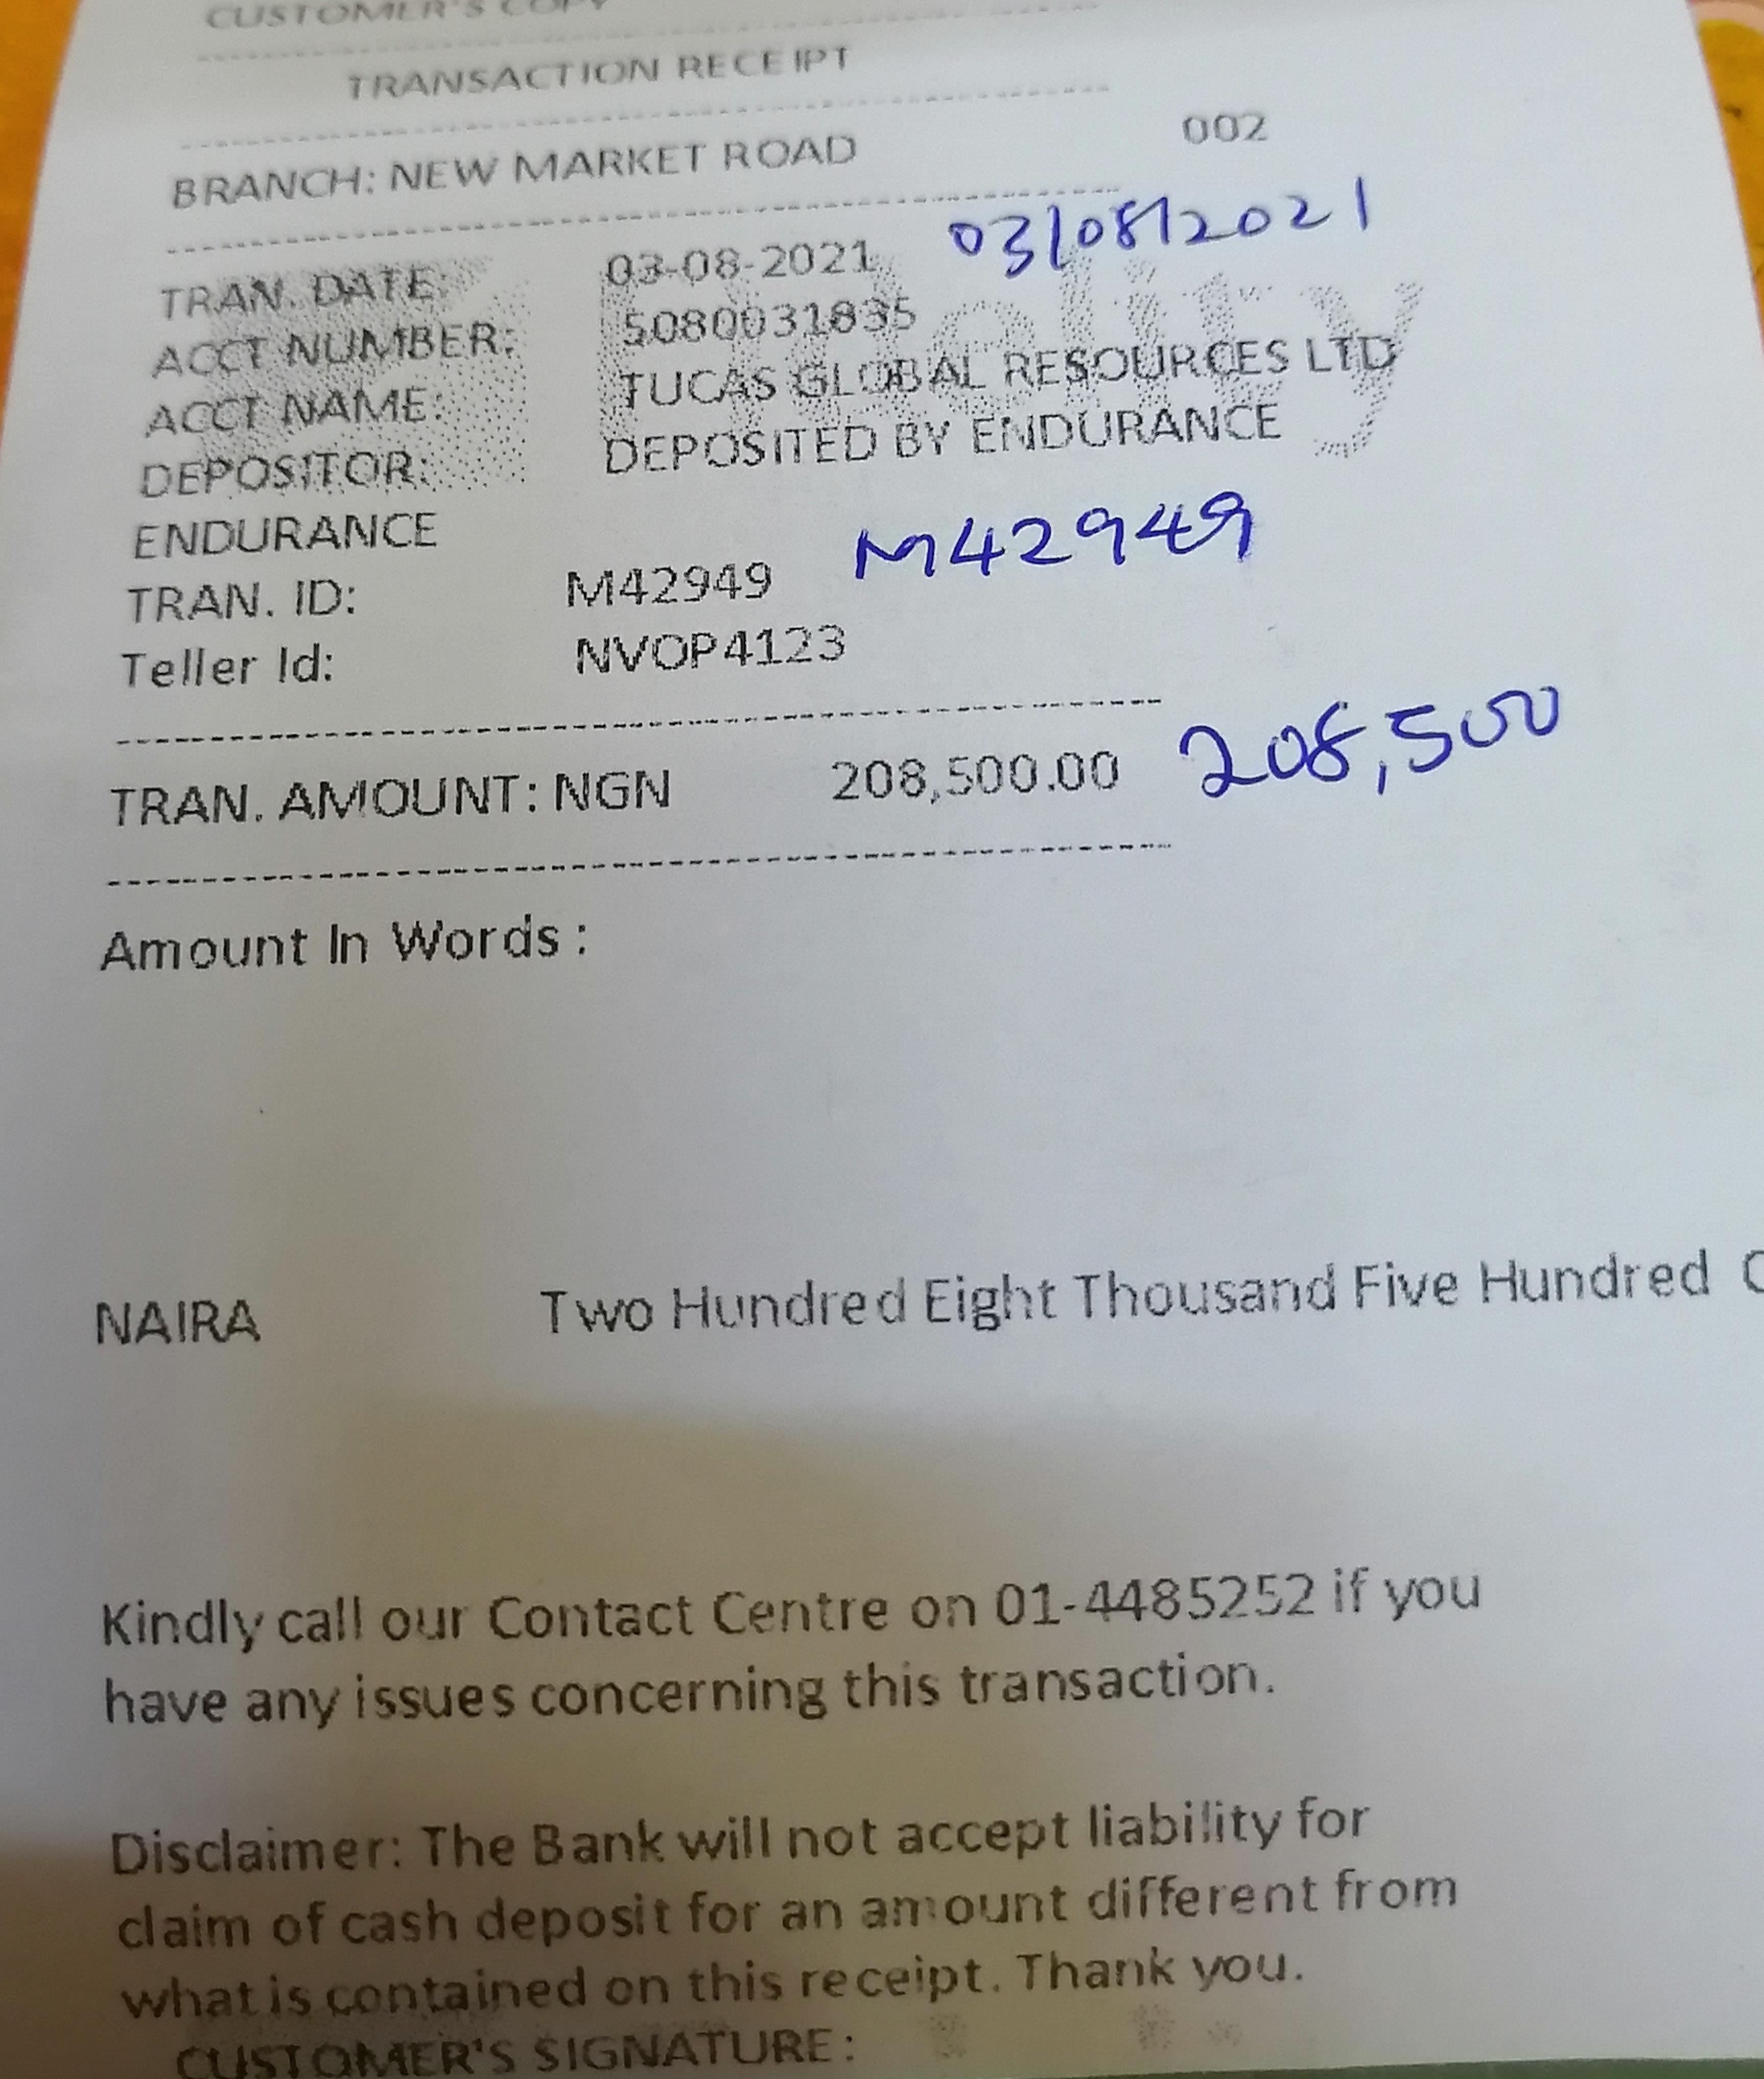 CUSTOMER'S COPY
TRANSACTION RECEIPT
BRANCH: NEW MARKET ROAD 002
TRAN. DATE: 03-08-2021 03/08/2021
ACCT NUMBER: 5080031835
ACCT NAME: TUCAS GLOBAL RESOURCES LTD
DEPOSITOR: DEPOSITED BY ENDURANCE
ENDURANCE
TRAN. ID: M42949 M42949
Teller Id: NVOP4123
TRAN. AMOUNT: NGN 208,500.00 208,500
Amount In Words :
NAIRA Two Hundred Eight Thousand Five Hundred
Kindly call our Contact Centre on 01-4485252 if you
have any issues concerning this transaction.
Disclaimer: The Bank will not accept liability for
claim of cash deposit for an amount different from
what is contained on this receipt. Thank you.
CUSTOMER'S SIGNATURE: